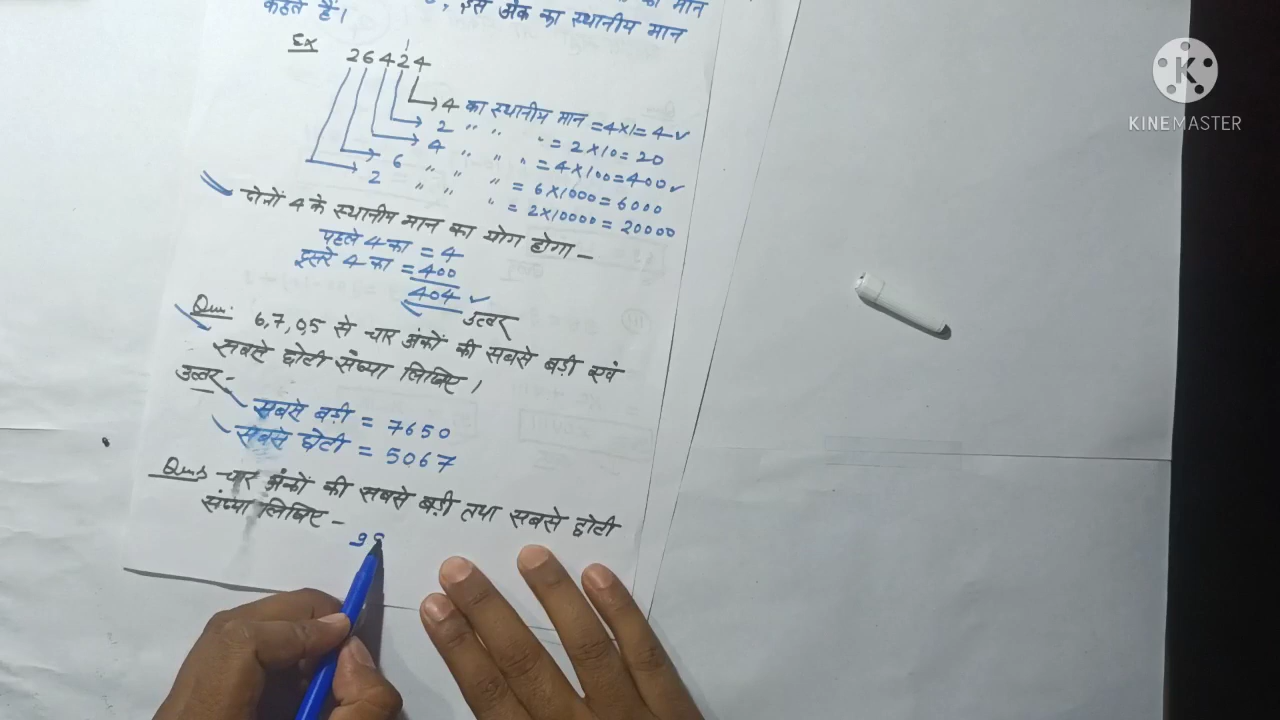 का मान
कहते हैं। इस अंक का स्थानीय मान
Ex 26424
4 का स्थानीय मान = 4×1 = 4 ✓
2 " " " = 2×10 = 20
4 " " " = 4×100 = 400 ✓
6 " " " = 6×1000 = 6000
2 " " " = 2×10000 = 20000
दोनों 4 के स्थानीय मान का योग होगा –
पहले 4 का = 4
दूसरे 4 का = 400
404 ✓ उत्तर
Que. 6,7,0,5 से चार अंकों की सबसे बड़ी एवं
सबसे छोटी संख्या लिखिए।
उत्तर –
सबसे बड़ी = 7650
सबसे छोटी = 5067
चार अंकों की सबसे बड़ी तथा सबसे छोटी
संख्या लिखिए –
9
K
KINEMASTER